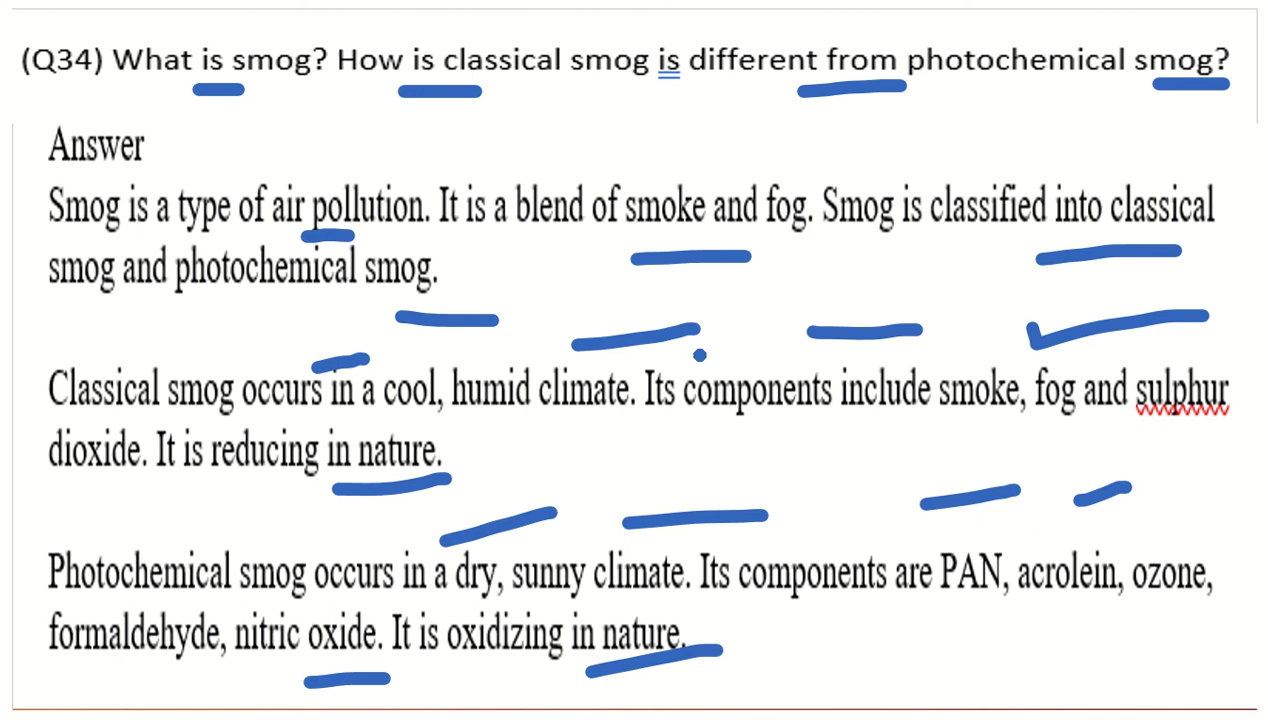 (Q34) What is smog? How is classical smog is different from photochemical smog?
Answer
Smog is a type of air pollution. It is a blend of smoke and fog. Smog is classified into classical
smog and photochemical smog.
Classical smog occurs in a cool, humid climate. Its components include smoke, fog and sulphur
dioxide. It is reducing in nature.
Photochemical smog occurs in a dry, sunny climate. Its components are PAN, acrolein, ozone,
formaldehyde, nitric oxide. It is oxidizing in nature.